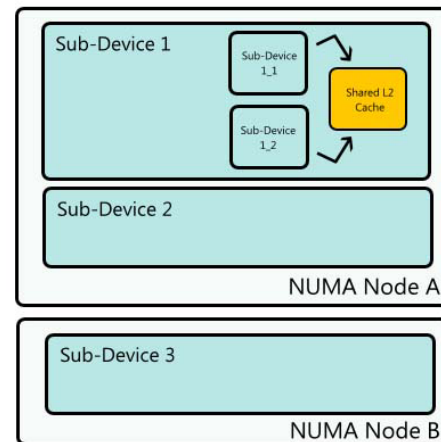 Sub-Device 1
Sub-Device
1_1
Shared L2
Cache
Sub-Device
1_2
Sub-Device 2
NUMA Node A
Sub-Device 3
NUMA Node B